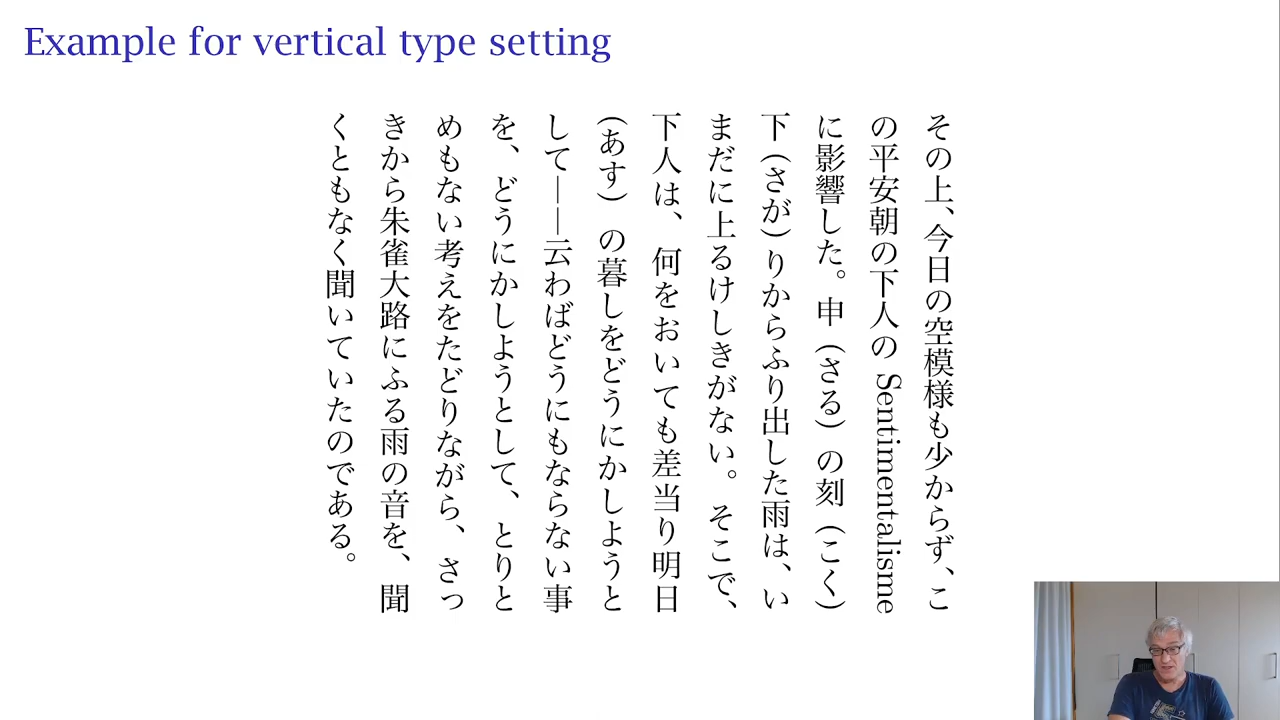 Example for vertical type setting
その上、今日の空模様も少からず、こ
の平安朝の下人の Sentimentalisme
に影響した。申 (さる) の刻 (こく)
下 (さが) りからふり出した雨は、い
まだに上るけしきがない。そこで、
下人は、何をおいても差当り明日
(あす) の暮しをどうにかしようと
して——云わばどうにもならない事
を、どうにかしようとして、とりと
めもない考えをたどりながら、さっ
きから朱雀大路にふる雨の音を、聞
くともなく聞いていたのである。